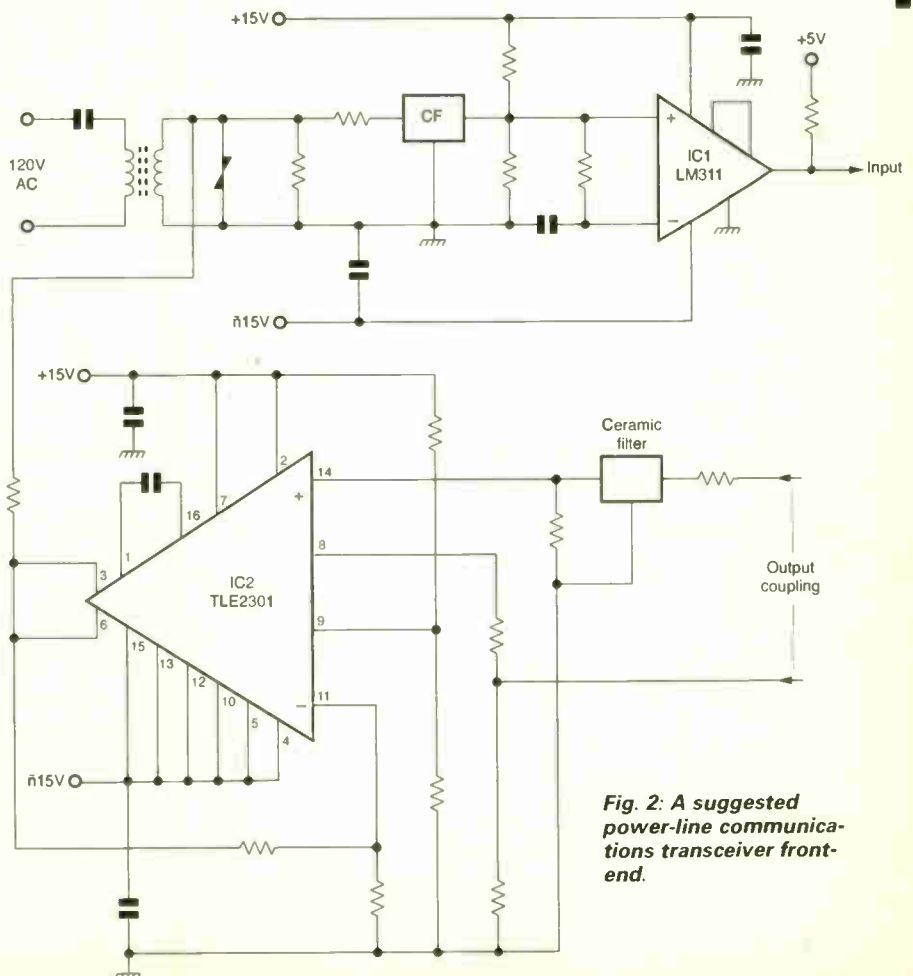 +15V
+5V
120V
AC
CF
+
IC1
LM311
−
Input
ñ15V
+15V
2
7
16
1
3
6
15
13
12
10
5
4
14
+
8
9
11
−
IC2
TLE2301
ñ15V
Ceramic
filter
Output
coupling
Fig. 2: A suggested
power-line communica-
tions transceiver front-
end.